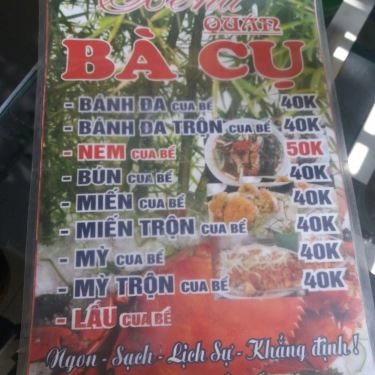 Menu
QUÁN
BÀ CỤ
- BÁNH ĐA CUA BỂ 40K
- BÁNH ĐA TRỘN CUA BỂ 40K
- NEM CUA BỂ 50K
- BÚN CUA BỂ 40K
- MIẾN CUA BỂ 40K
- MIẾN TRỘN CUA BỂ 40K
- MỲ CUA BỂ 40K
- MỲ TRỘN CUA BỂ 40K
- LẨU CUA BỂ
Ngon - Sạch - Lịch Sự - Khẳng định!